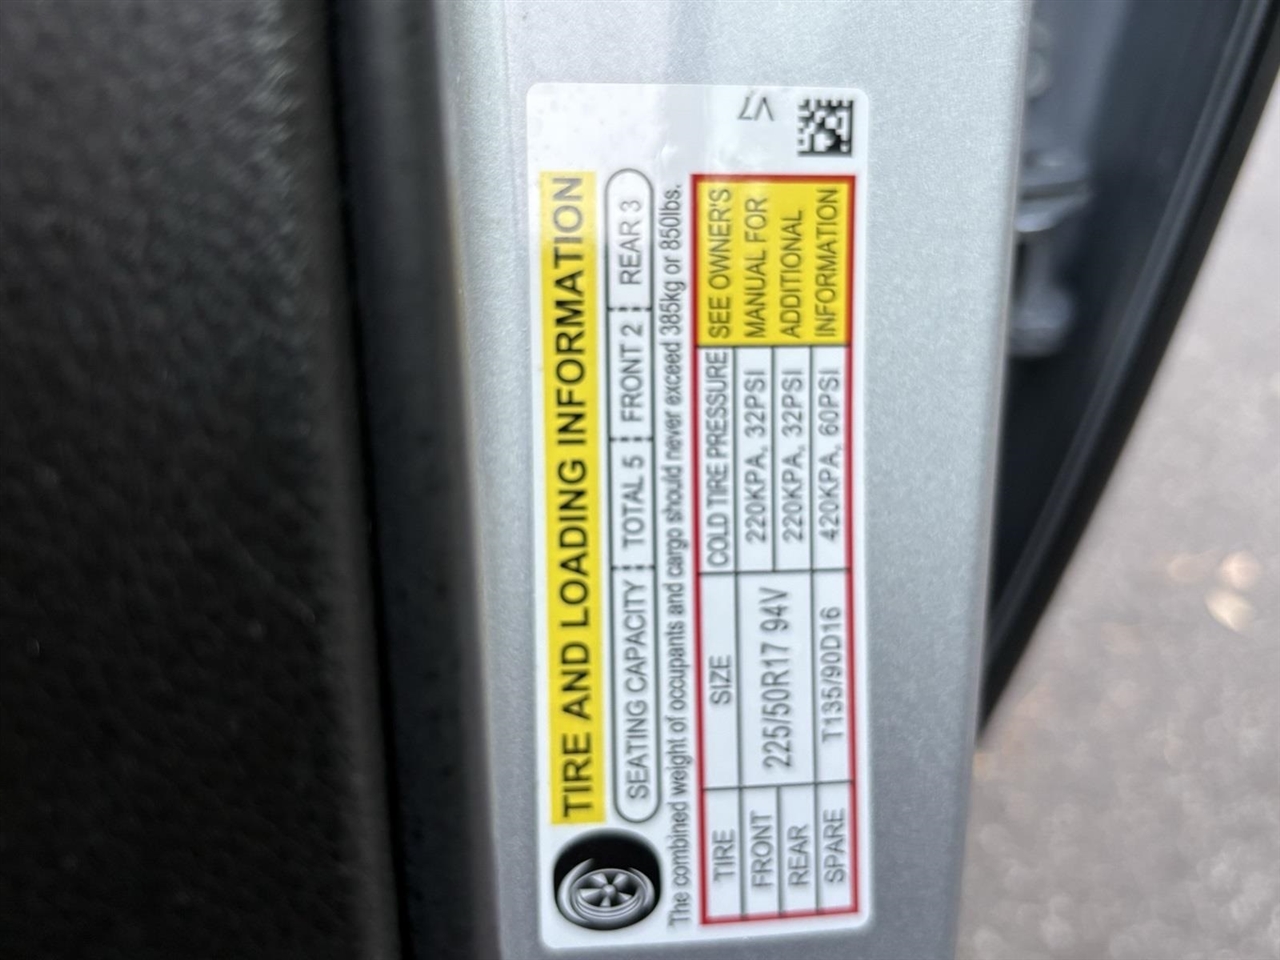 TIRE AND LOADING INFORMATION
SEATING CAPACITY TOTAL 5 FRONT 2 REAR 3
The combined weight of occupants and cargo should never exceed 385kg or 850lbs.
TIRE SIZE COLD TIRE PRESSURE SEE OWNER'S
FRONT 225/50R17 94V 220KPA, 32PSI MANUAL FOR
REAR 220KPA, 32PSI ADDITIONAL
SPARE T135/90D16 420KPA, 60PSI INFORMATION
V7